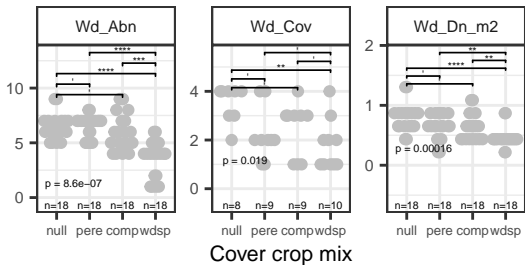 Wd_Abn Wd_Cov Wd_Dn_m2
****
***
****
10
5
0
p = 8.6e-07
n=18 n=18 n=18 n=18
null pere comp wdsp
**
4
2
0
p = 0.019
n=8 n=9 n=9 n=10
null pere comp wdsp
**
**
****
2
1
0
p = 0.00016
n=18 n=18 n=18 n=18
null pere comp wdsp
Cover crop mix